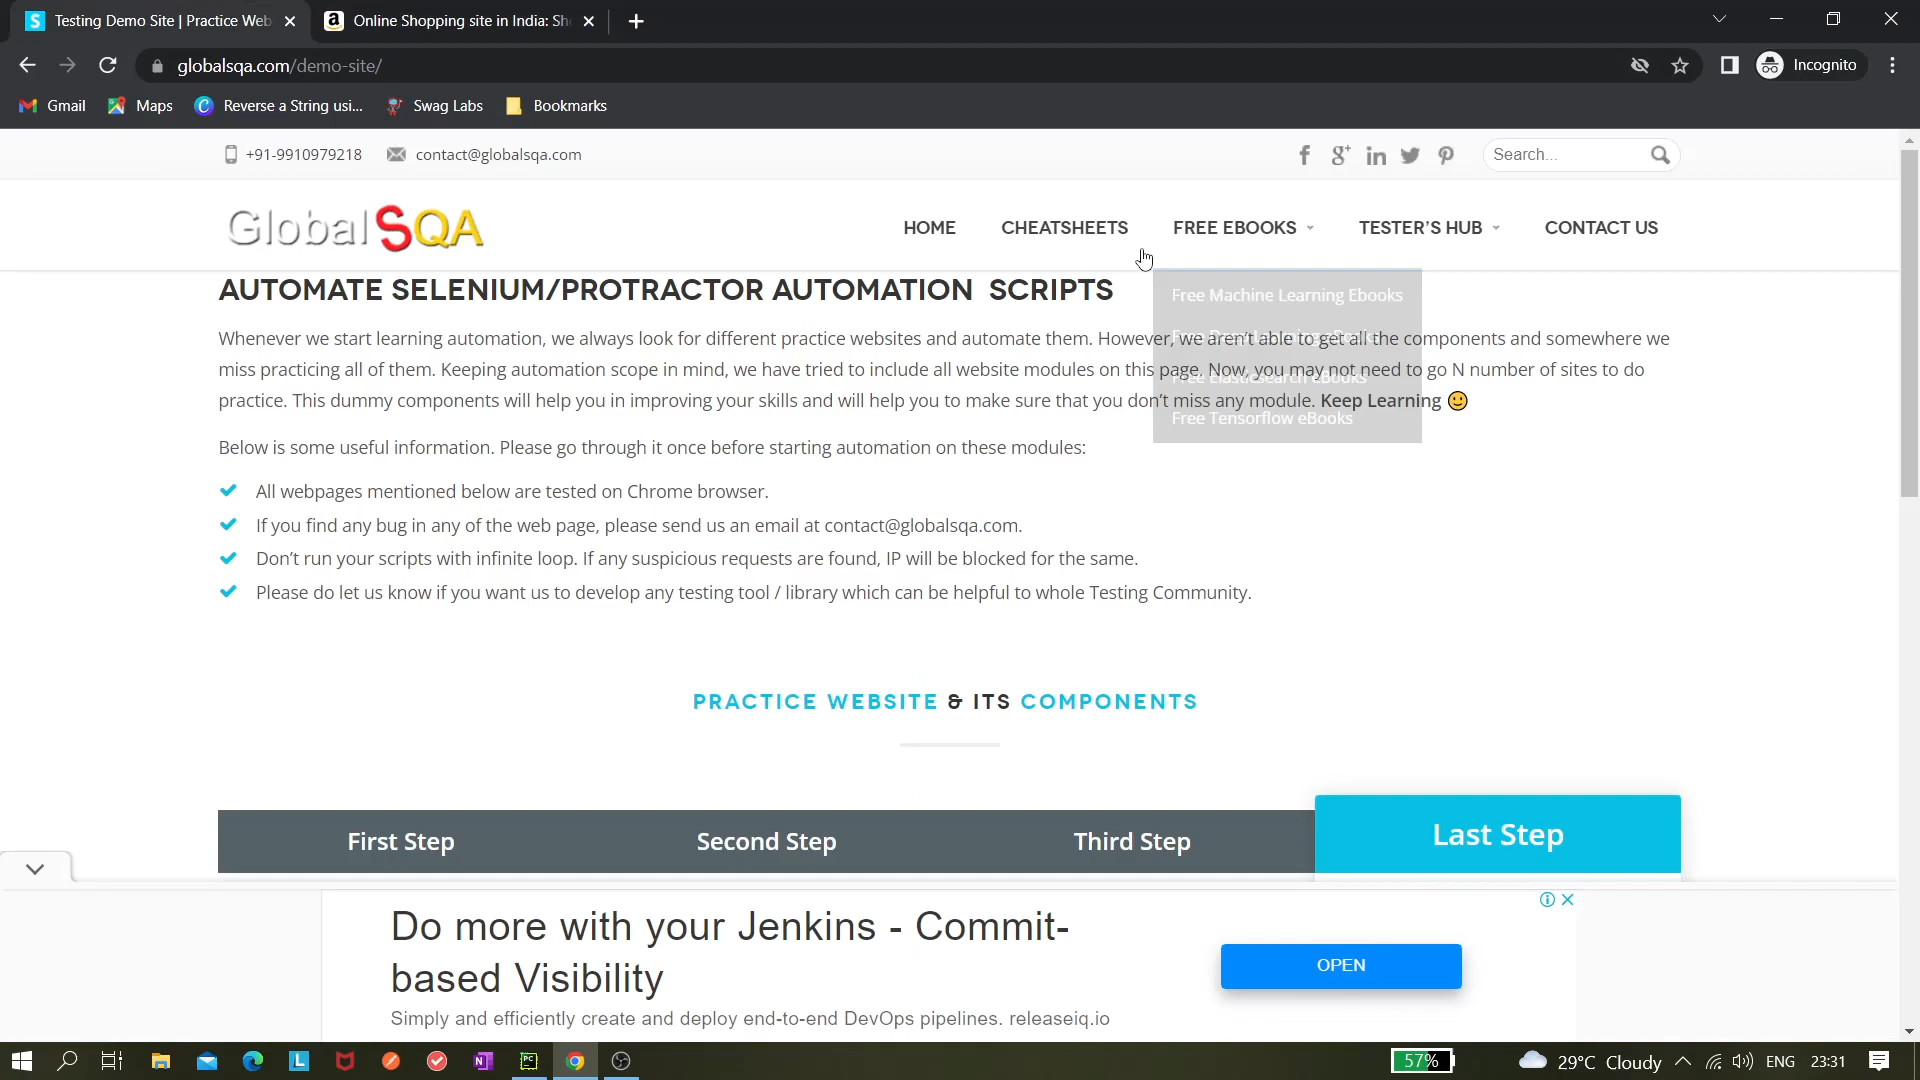 Testing Demo Site | Practice Web
Online Shopping site in India: Sh
globalsqa.com/demo-site/
Incognito
Gmail
Maps
Reverse a String usi...
Swag Labs
Bookmarks
+91-9910979218
contact@globalsqa.com
Search...
GlobalSQA
HOME
CHEATSHEETS
FREE EBOOKS
TESTER'S HUB
CONTACT US
AUTOMATE SELENIUM/PROTRACTOR AUTOMATION SCRIPTS
Free Machine Learning Ebooks
Free Deep Learning eBooks
Free Elasticsearch eBooks
Free Tensorflow eBooks
Whenever we start learning automation, we always look for different practice websites and automate them. However, we aren't able to get all the components and somewhere we
miss practicing all of them. Keeping automation scope in mind, we have tried to include all website modules on this page. Now, you may not need to go N number of sites to do
practice. This dummy components will help you in improving your skills and will help you to make sure that you don't miss any module. Keep Learning 🙂
Below is some useful information. Please go through it once before starting automation on these modules:
All webpages mentioned below are tested on Chrome browser.
If you find any bug in any of the web page, please send us an email at contact@globalsqa.com.
Don't run your scripts with infinite loop. If any suspicious requests are found, IP will be blocked for the same.
Please do let us know if you want us to develop any testing tool / library which can be helpful to whole Testing Community.
PRACTICE WEBSITE & ITS COMPONENTS
First Step
Second Step
Third Step
Last Step
Do more with your Jenkins - Commit-
based Visibility
Simply and efficiently create and deploy end-to-end DevOps pipelines. releaseiq.io
OPEN
57%
29°C Cloudy
ENG
23:31